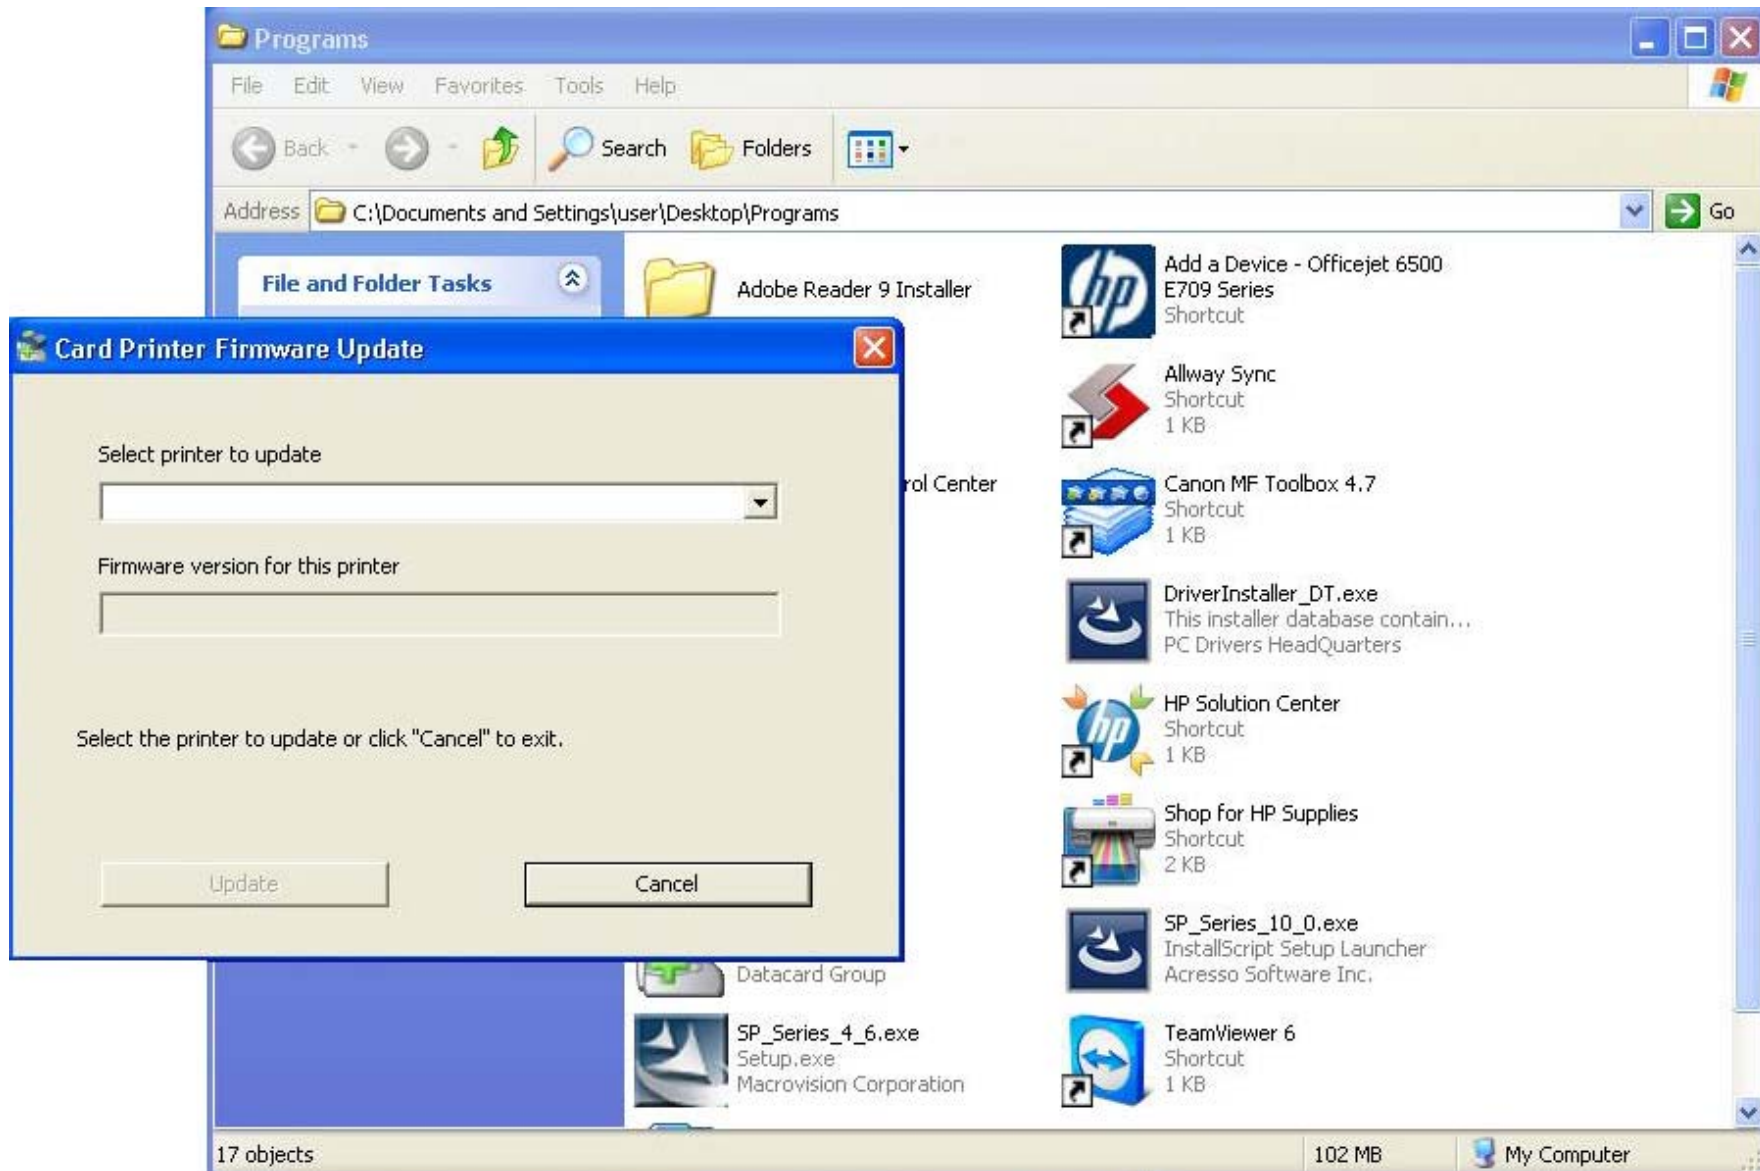 Programs
File Edit View Favorites Tools Help
Back Search Folders
Address C:\Documents and Settings\user\Desktop\Programs Go
File and Folder Tasks
Adobe Reader 9 Installer
Add a Device - Officejet 6500
E709 Series
Shortcut
Allway Sync
Shortcut
1 KB
rol Center
Canon MF Toolbox 4.7
Shortcut
1 KB
DriverInstaller_DT.exe
This installer database contain...
PC Drivers HeadQuarters
hp
HP Solution Center
Shortcut
1 KB
Shop for HP Supplies
Shortcut
2 KB
Datacard Group
SP_Series_10_0.exe
InstallScript Setup Launcher
Acresso Software Inc.
SP_Series_4_6.exe
Setup.exe
Macrovision Corporation
TeamViewer 6
Shortcut
1 KB
17 objects 102 MB My Computer
Card Printer Firmware Update
Select printer to update
Firmware version for this printer
Select the printer to update or click "Cancel" to exit.
Update Cancel